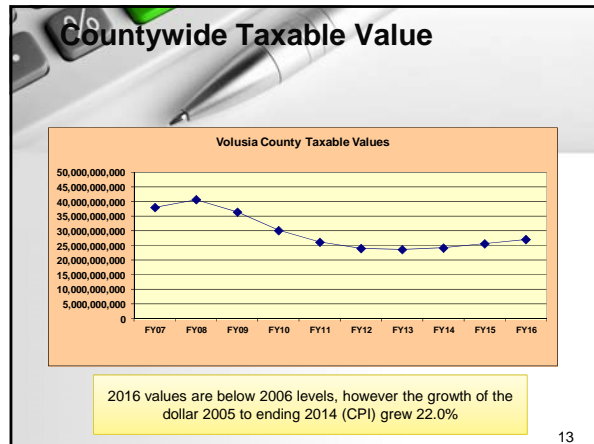 Countywide Taxable Value
Volusia County Taxable Values
50,000,000,000
45,000,000,000
40,000,000,000
35,000,000,000
30,000,000,000
25,000,000,000
20,000,000,000
15,000,000,000
10,000,000,000
5,000,000,000
0
FY07 FY08 FY09 FY10 FY11 FY12 FY13 FY14 FY15 FY16
2016 values are below 2006 levels, however the growth of the
dollar 2005 to ending 2014 (CPI) grew 22.0%
13
%